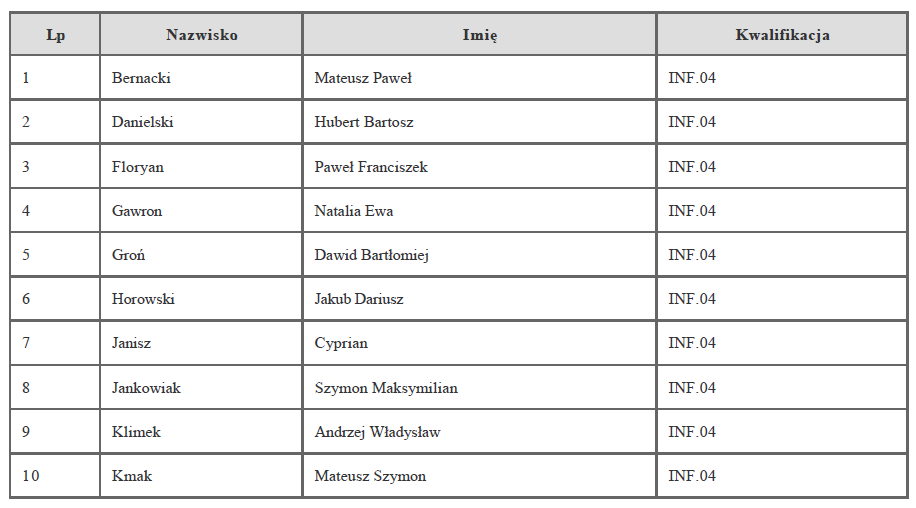 Lp Nazwisko Imię Kwalifikacja
1 Bernacki Mateusz Paweł INF.04
2 Danielski Hubert Bartosz INF.04
3 Floryan Paweł Franciszek INF.04
4 Gawron Natalia Ewa INF.04
5 Groń Dawid Bartłomiej INF.04
6 Horowski Jakub Dariusz INF.04
7 Janisz Cyprian INF.04
8 Jankowiak Szymon Maksymilian INF.04
9 Klimek Andrzej Władysław INF.04
10 Kmak Mateusz Szymon INF.04